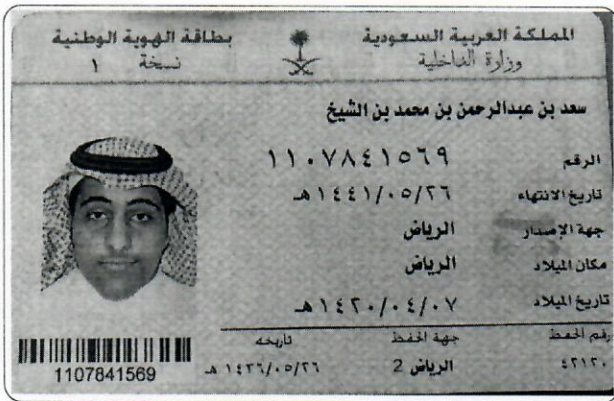 المملكة العربية السعودية
وزارة الداخلية
بطاقة الهوية الوطنية
نسخة ١
سعد بن عبدالرحمن بن محمد بن الشيخ
الرقم ١١٠٧٨٤١٥٦٩
تاريخ الانتهاء ١٤٤١/٠٥/٢٦هـ
جهة الإصدار الرياض
مكان الميلاد الرياض
تاريخ الميلاد ١٤٢٠/٠٤/٠٧هـ
رقم الحفظ جهة الحفظ تاريخه
٤٢١٢٠ الرياض 2 ١٤٣٦/٠٥/٢٦هـ
1107841569